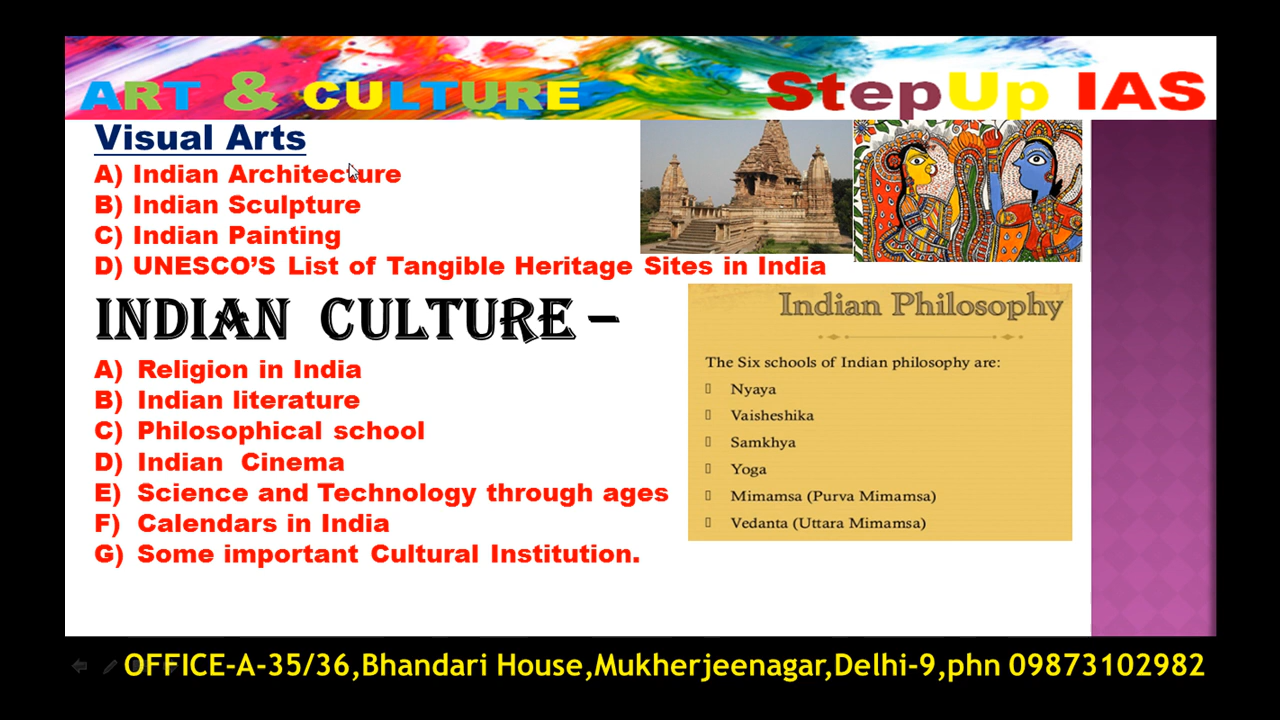 ART & CULTURE
StepUp IAS
Visual Arts
A) Indian Architecture
B) Indian Sculpture
C) Indian Painting
D) UNESCO’S List of Tangible Heritage Sites in India
INDIAN CULTURE –
A) Religion in India
B) Indian literature
C) Philosophical school
D) Indian Cinema
E) Science and Technology through ages
F) Calendars in India
G) Some important Cultural Institution.
Indian Philosophy
The Six schools of Indian philosophy are:
Nyaya
Vaisheshika
Samkhya
Yoga
Mimamsa (Purva Mimamsa)
Vedanta (Uttara Mimamsa)
OFFICE-A-35/36,Bhandari House,Mukherjeenagar,Delhi-9,phn 09873102982